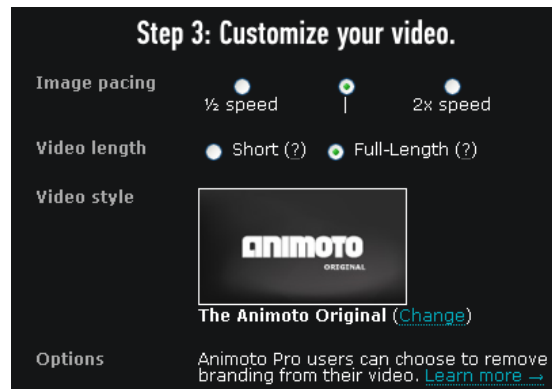 Step 3: Customize your video.
Image pacing
½ speed | 2x speed
Video length Short (?) Full-Length (?)
Video style
animoto
ORIGINAL
The Animoto Original (Change)
Options Animoto Pro users can choose to remove
branding from their video. Learn more →